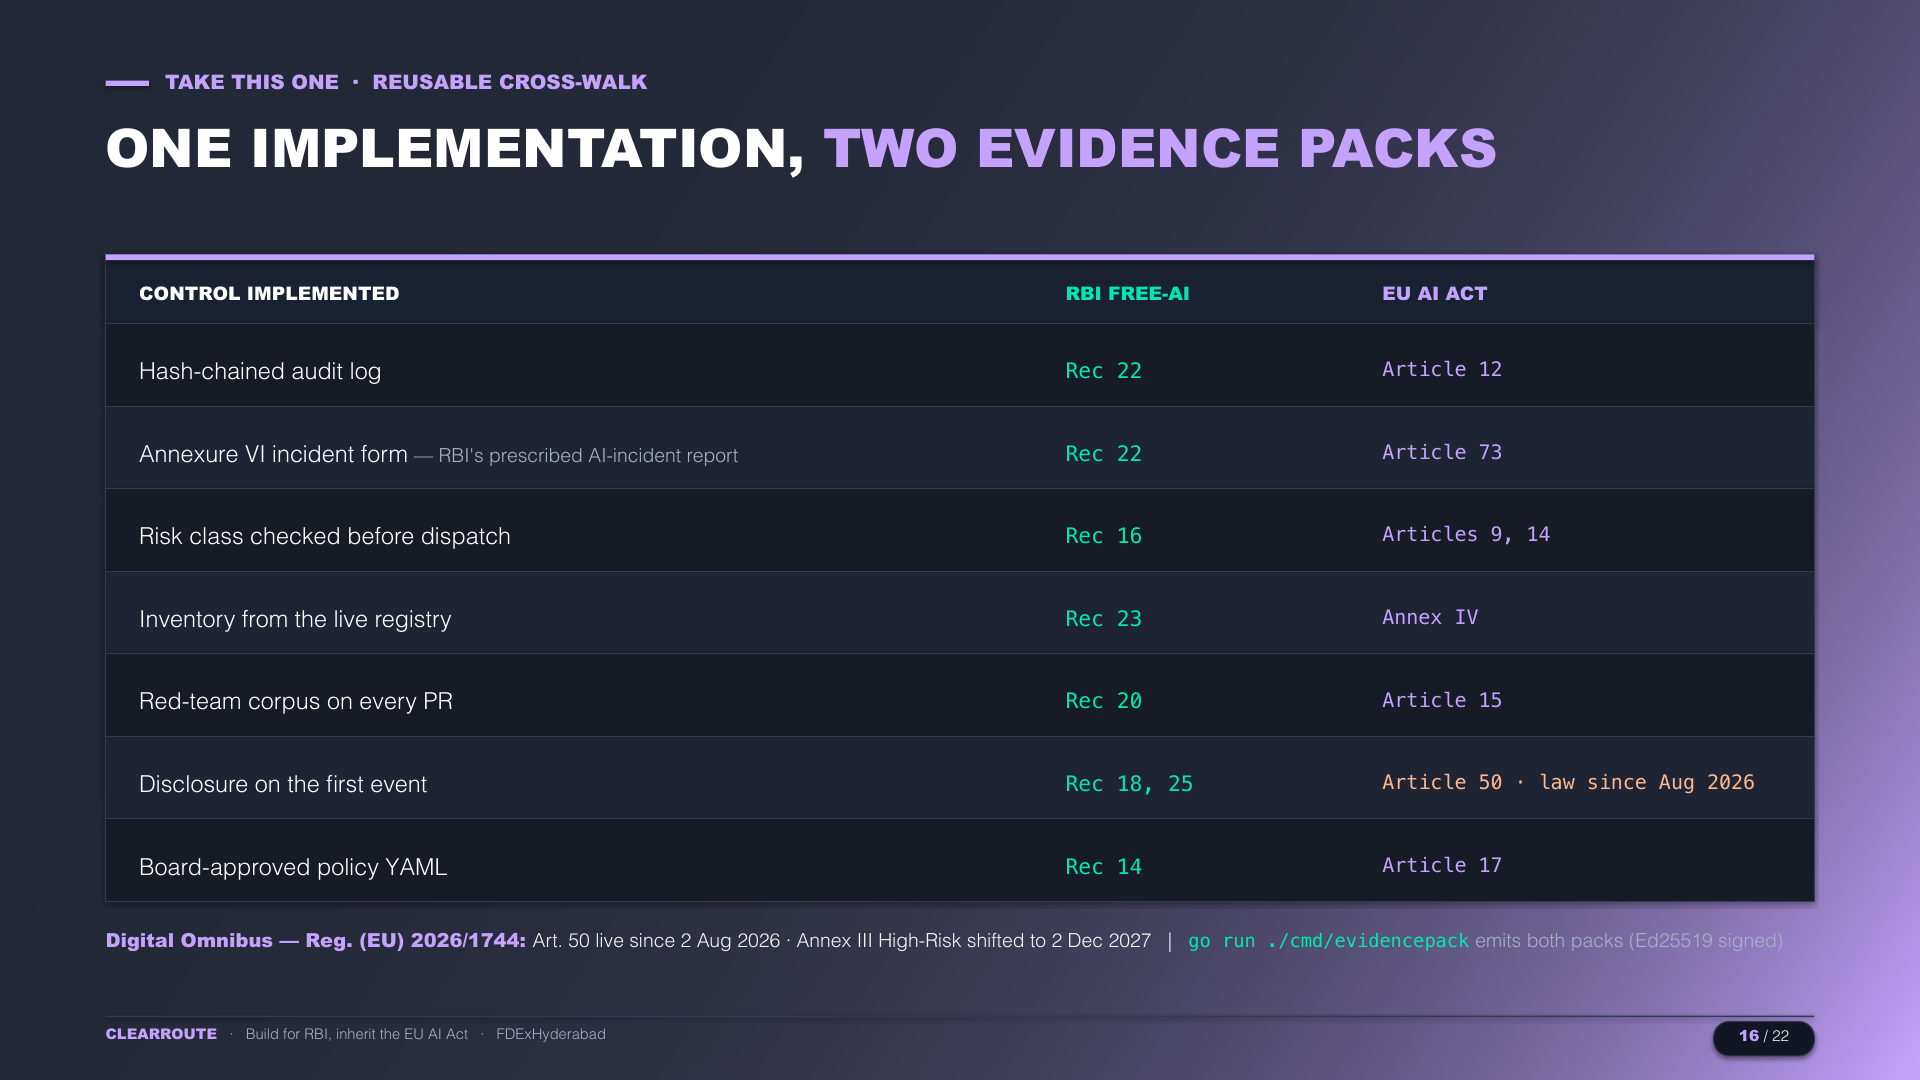 TAKE THIS ONE · REUSABLE CROSS-WALK
ONE IMPLEMENTATION, TWO EVIDENCE PACKS
CONTROL IMPLEMENTED RBI FREE-AI EU AI ACT
Hash-chained audit log Rec 22 Article 12
Annexure VI incident form — RBI's prescribed AI-incident report Rec 22 Article 73
Risk class checked before dispatch Rec 16 Articles 9, 14
Inventory from the live registry Rec 23 Annex IV
Red-team corpus on every PR Rec 20 Article 15
Disclosure on the first event Rec 18, 25 Article 50 · law since Aug 2026
Board-approved policy YAML Rec 14 Article 17
Digital Omnibus — Reg. (EU) 2026/1744: Art. 50 live since 2 Aug 2026 · Annex III High-Risk shifted to 2 Dec 2027 | go run ./cmd/evidencepack emits both packs (Ed25519 signed)
CLEARROUTE · Build for RBI, inherit the EU AI Act · FDExHyderabad
16 / 22